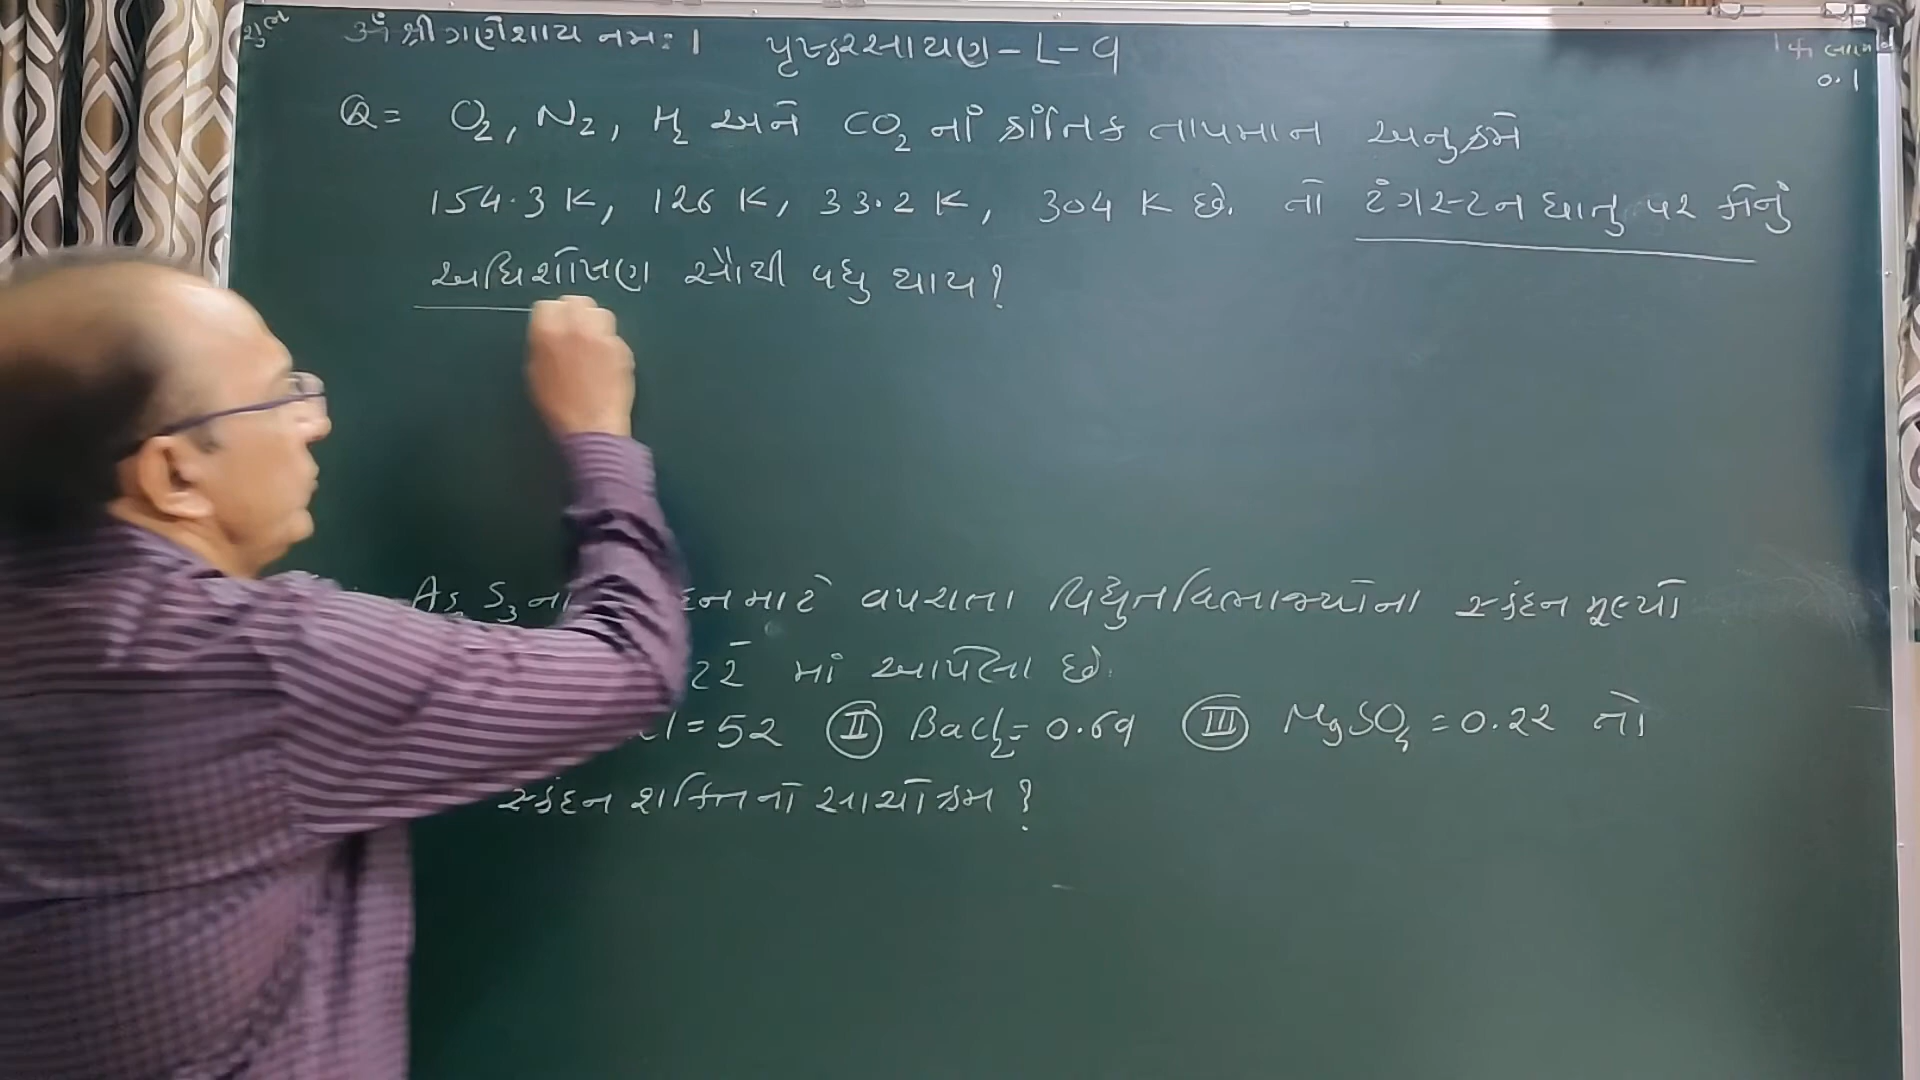 ૐ શ્રી ગણેશાય નમઃ |
પૃષ્ઠરસાયણ - L - 9
0.1
Q = O₂, N₂, H₂ અને CO₂ નાં ક્રાંતિક તાપમાન અનુક્રમે
154.3 K, 126 K, 33.2 K, 304 K છે. તો ટંગસ્ટન ધાતુ પર કોનું
અધિશોષણ સૌથી વધુ થાય ?
As₂S₃ ના માટે વપરાતા વિદ્યુતવિભાજ્યોના સ્કંદન મૂલ્યો
માં આપેલા છે.
= 52 (II) BaCl₂ = 0.69 (III) MgSO₄ = 0.22 તો
સ્કંદન શક્તિનો સાચો ક્રમ ?